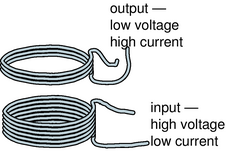 output —
low voltage
high current
input —
high voltage
low current